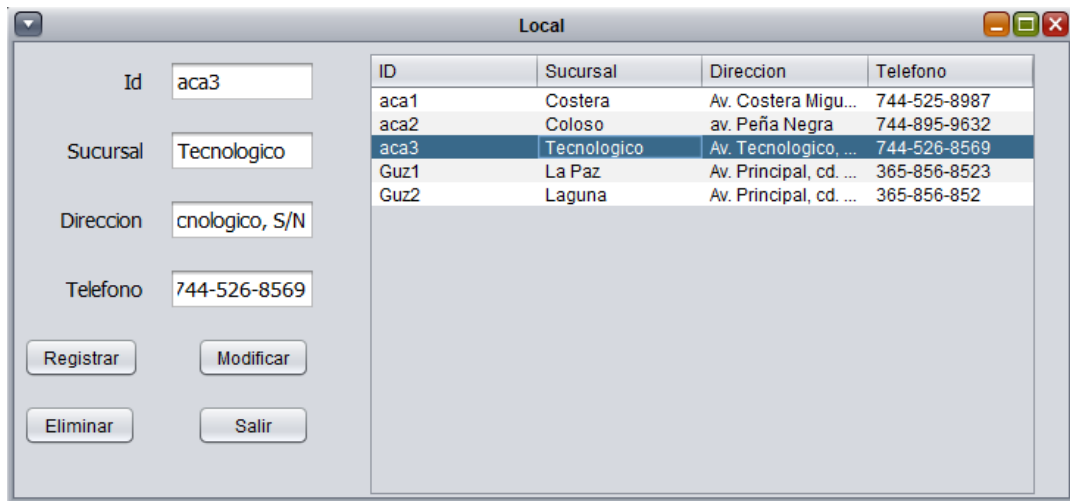 Local
Id aca3
Sucursal Tecnologico
Direccion cnologico, S/N
Telefono 744-526-8569
Registrar Modificar
Eliminar Salir
ID Sucursal Direccion Telefono
aca1 Costera Av. Costera Migu... 744-525-8987
aca2 Coloso av. Peña Negra 744-895-9632
aca3 Tecnologico Av. Tecnologico, ... 744-526-8569
Guz1 La Paz Av. Principal, cd. ... 365-856-8523
Guz2 Laguna Av. Principal, cd. ... 365-856-852